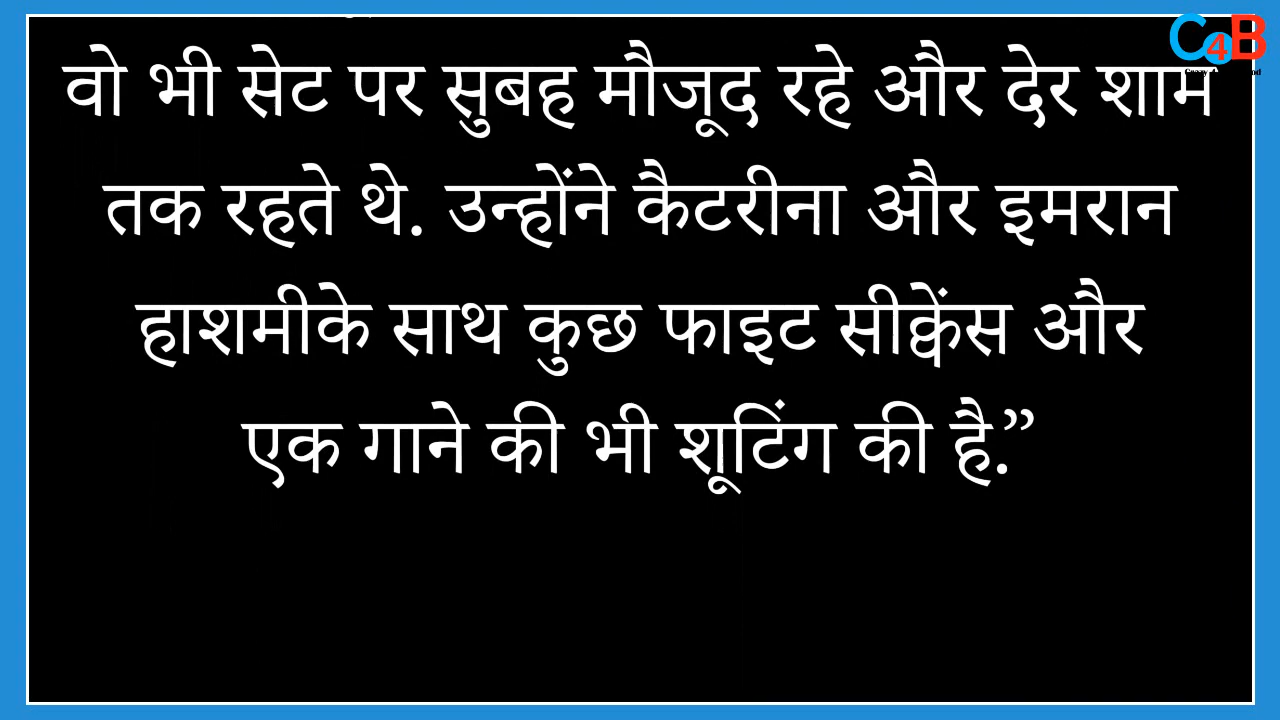 C4B
वो भी सेट पर सुबह मौजूद रहे और देर शाम
तक रहते थे. उन्होंने कैटरीना और इमरान
हाशमीके साथ कुछ फाइट सीक्वेंस और
एक गाने की भी शूटिंग की है.”